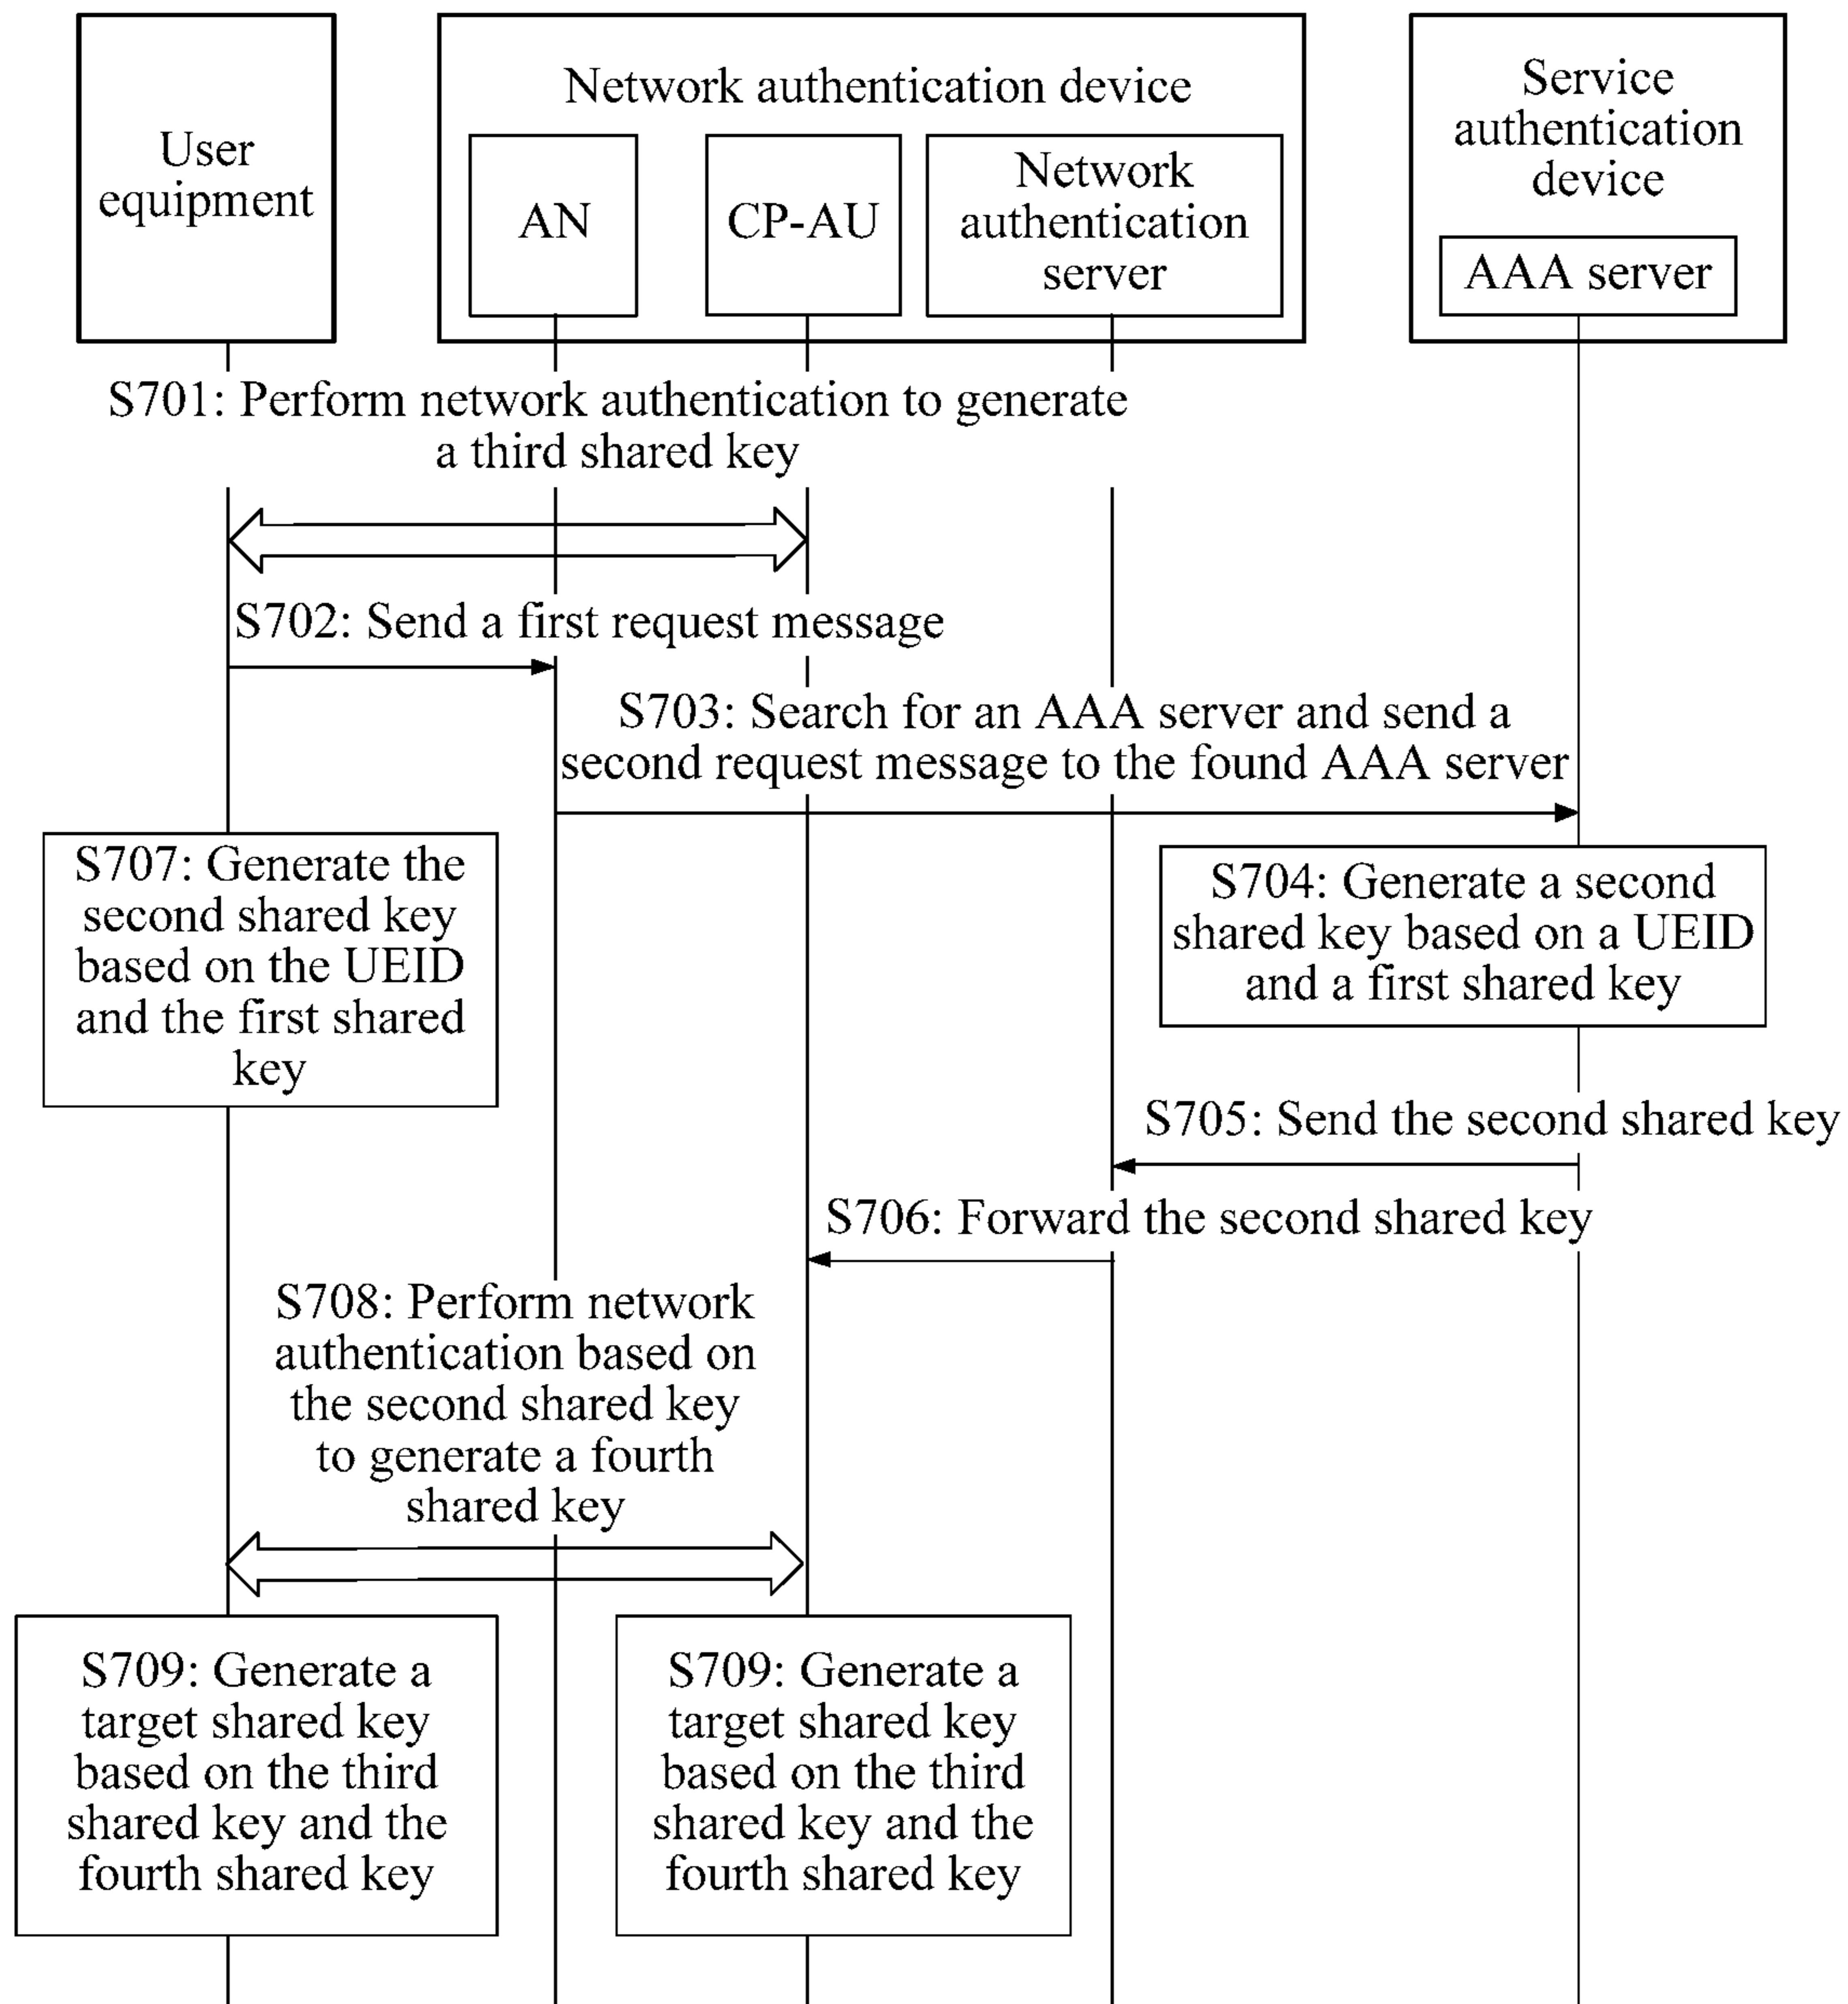 User
equipment
Network authentication device
AN
CP-AU
Network
authentication
server
Service
authentication
device
AAA server
S701: Perform network authentication to generate
a third shared key
S702: Send a first request message
S703: Search for an AAA server and send a
second request message to the found AAA server
S707: Generate the
second shared key
based on the UEID
and the first shared
key
S704: Generate a second
shared key based on a UEID
and a first shared key
S705: Send the second shared key
S706: Forward the second shared key
S708: Perform network
authentication based on
the second shared key
to generate a fourth
shared key
S709: Generate a
target shared key
based on the third
shared key and the
fourth shared key
S709: Generate a
target shared key
based on the third
shared key and the
fourth shared key